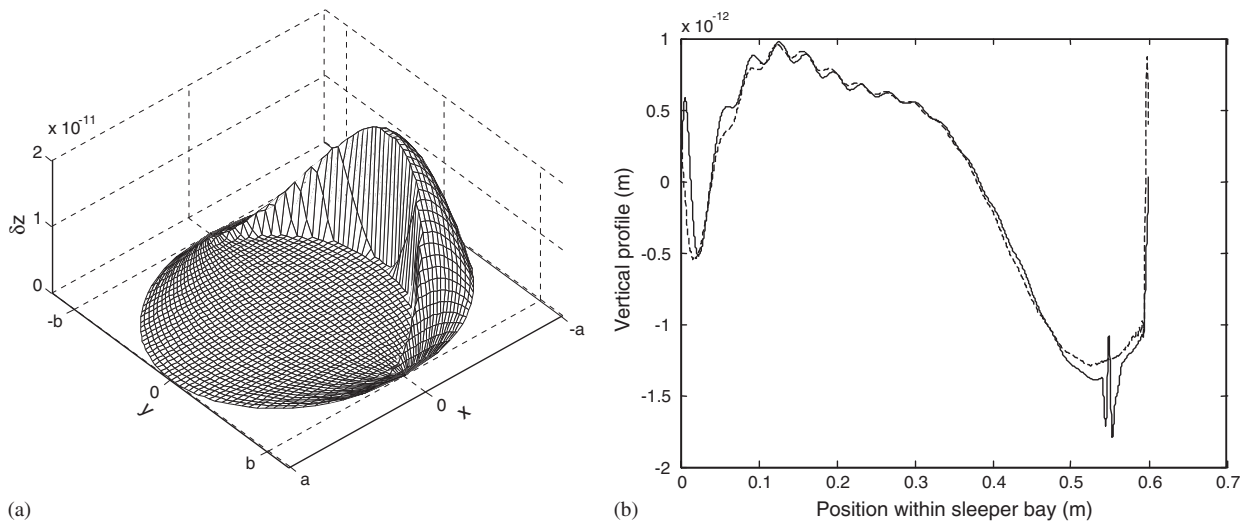 x 10-11
2
1
0
δz
-b
0
y
b
a
0
x
-a
(a)
x 10-12
1
0.5
0
-0.5
-1
-1.5
-2
Vertical profile (m)
0 0.1 0.2 0.3 0.4 0.5 0.6 0.7
Position within sleeper bay (m)
(b)